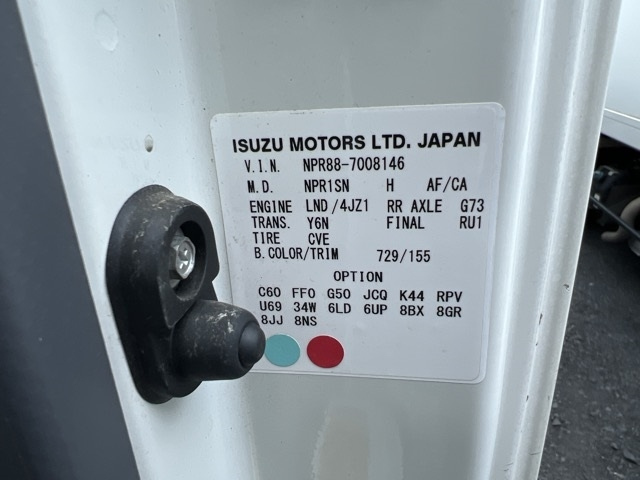 ISUZU MOTORS LTD. JAPAN
V.I.N. NPR88-7008146
M.D. NPR1SN H AF/CA
ENGINE LND/4JZ1 RR AXLE G73
TRANS. Y6N FINAL RU1
TIRE CVE
B.COLOR/TRIM 729/155
OPTION
C60 FF0 G50 JCQ K44 RPV
U69 34W 6LD 6UP 8BX 8GR
8JJ 8NS